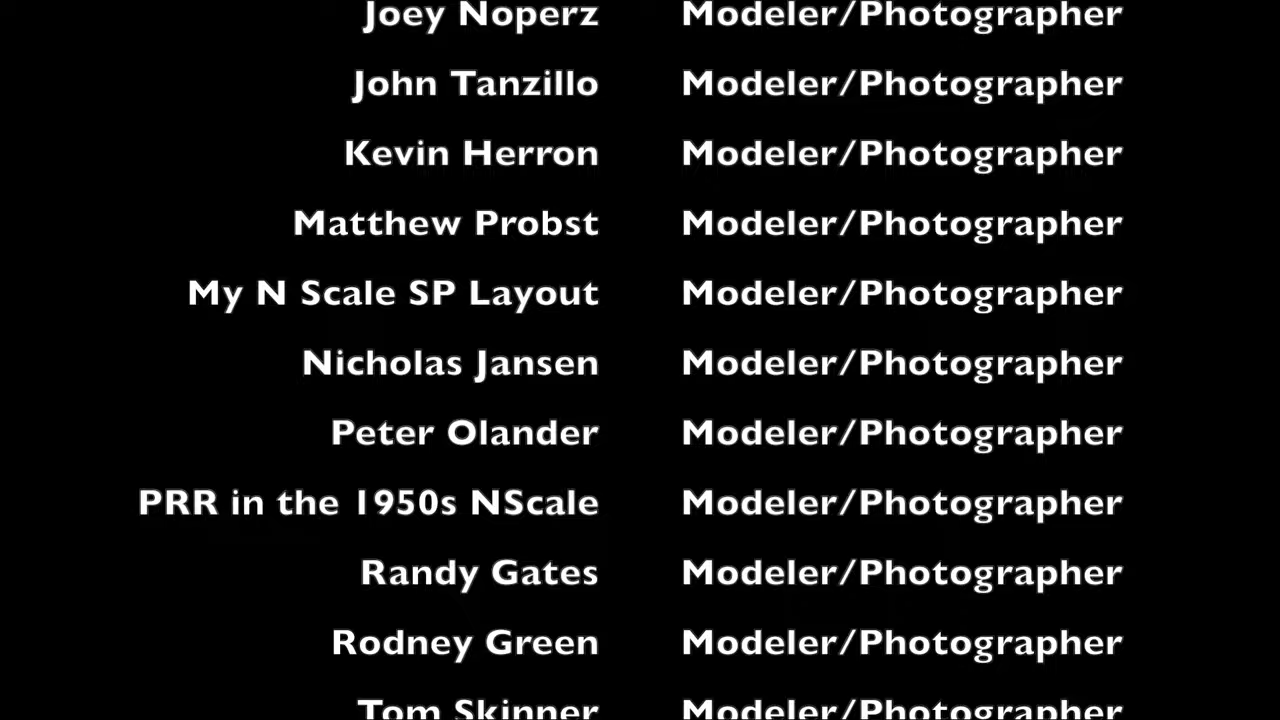 Joey Noperz Modeler/Photographer
John Tanzillo Modeler/Photographer
Kevin Herron Modeler/Photographer
Matthew Probst Modeler/Photographer
My N Scale SP Layout Modeler/Photographer
Nicholas Jansen Modeler/Photographer
Peter Olander Modeler/Photographer
PRR in the 1950s NScale Modeler/Photographer
Randy Gates Modeler/Photographer
Rodney Green Modeler/Photographer
Tom Skinner Modeler/Photographer